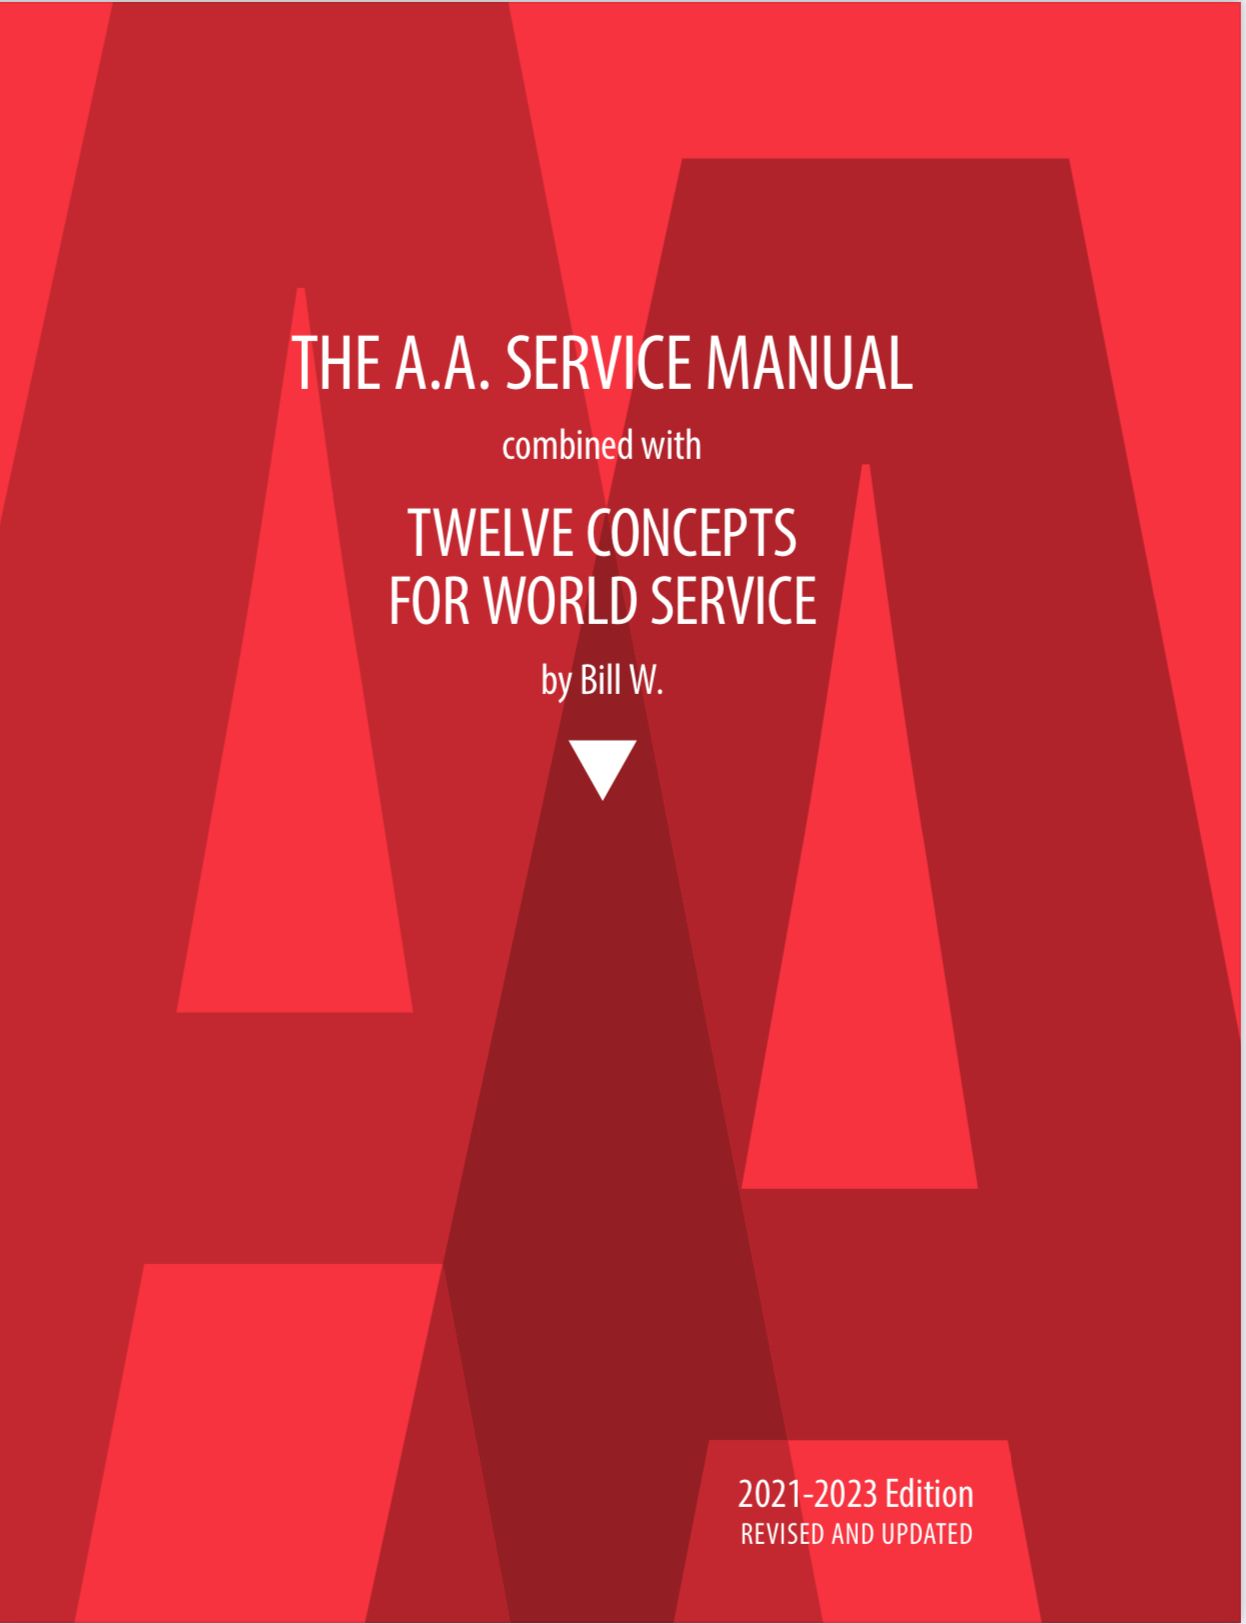 THE A.A. SERVICE MANUAL
combined with
TWELVE CONCEPTS
FOR WORLD SERVICE
by Bill W.
2021-2023 Edition
REVISED AND UPDATED